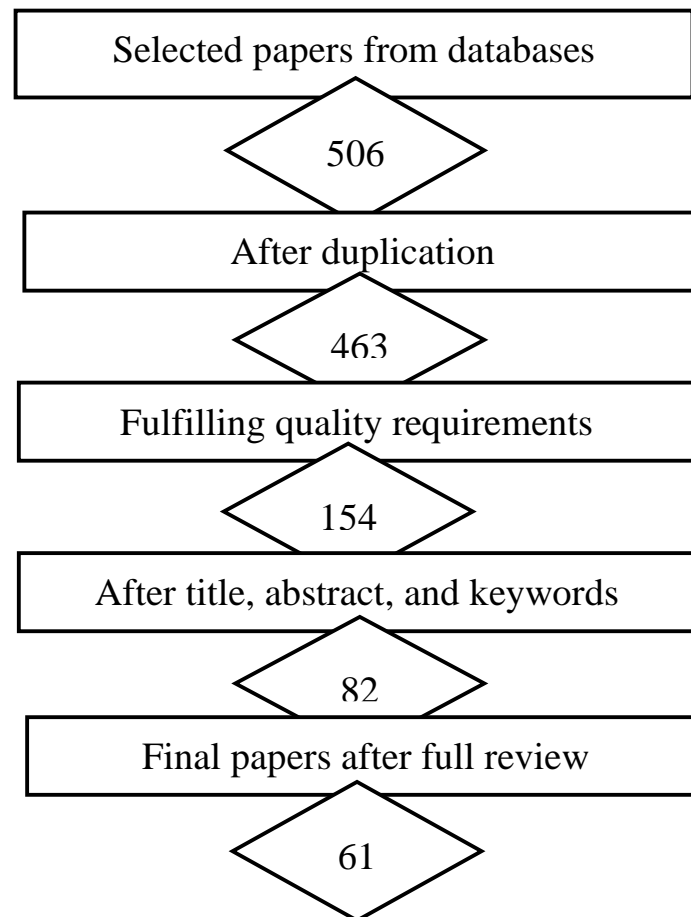 Selected papers from databases
506
After duplication
463
Fulfilling quality requirements
154
After title, abstract, and keywords
82
Final papers after full review
61